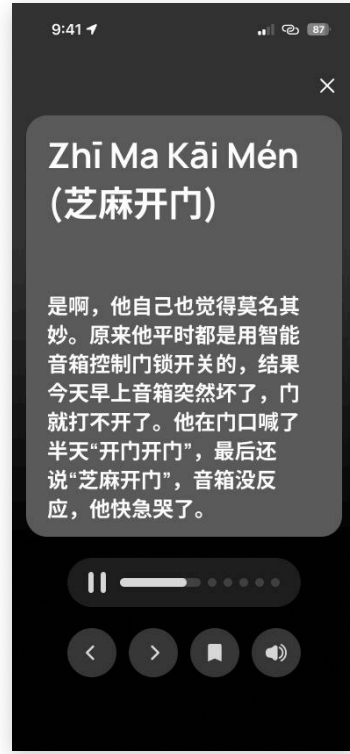 9:41
87
Zhī Ma Kāi Mén
(芝麻开门)
是啊，他自己也觉得莫名其
妙。原来他平时都是用智能
音箱控制门锁开关的，结果
今天早上音箱突然坏了，门
就打不开了。他在门口喊了
半天“开门开门”，最后还
说“芝麻开门”，音箱没反
应，他快急哭了。